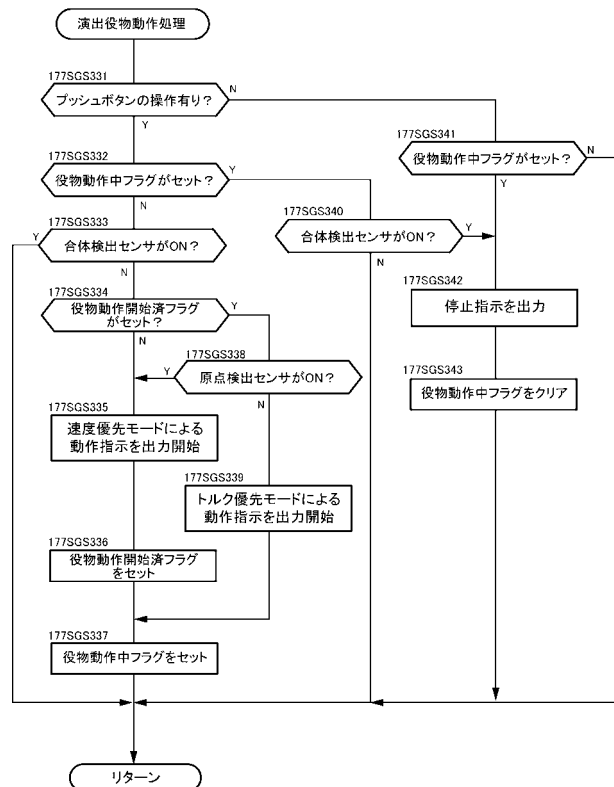 演出役物動作処理
177SGS331
プッシュボタンの操作有り?
N
Y
177SGS341
役物動作中フラグがセット?
N
Y
177SGS332
役物動作中フラグがセット?
Y
N
177SGS333
Y
合体検出センサがON?
N
177SGS340
合体検出センサがON?
Y
N
177SGS334
役物動作開始済フラグ
がセット?
Y
N
177SGS342
停止指示を出力
177SGS338
Y
原点検出センサがON?
N
177SGS343
役物動作中フラグをクリア
177SGS335
速度優先モードによる
動作指示を出力開始
177SGS339
トルク優先モードによる
動作指示を出力開始
177SGS336
役物動作開始済フラグ
をセット
177SGS337
役物動作中フラグをセット
リターン